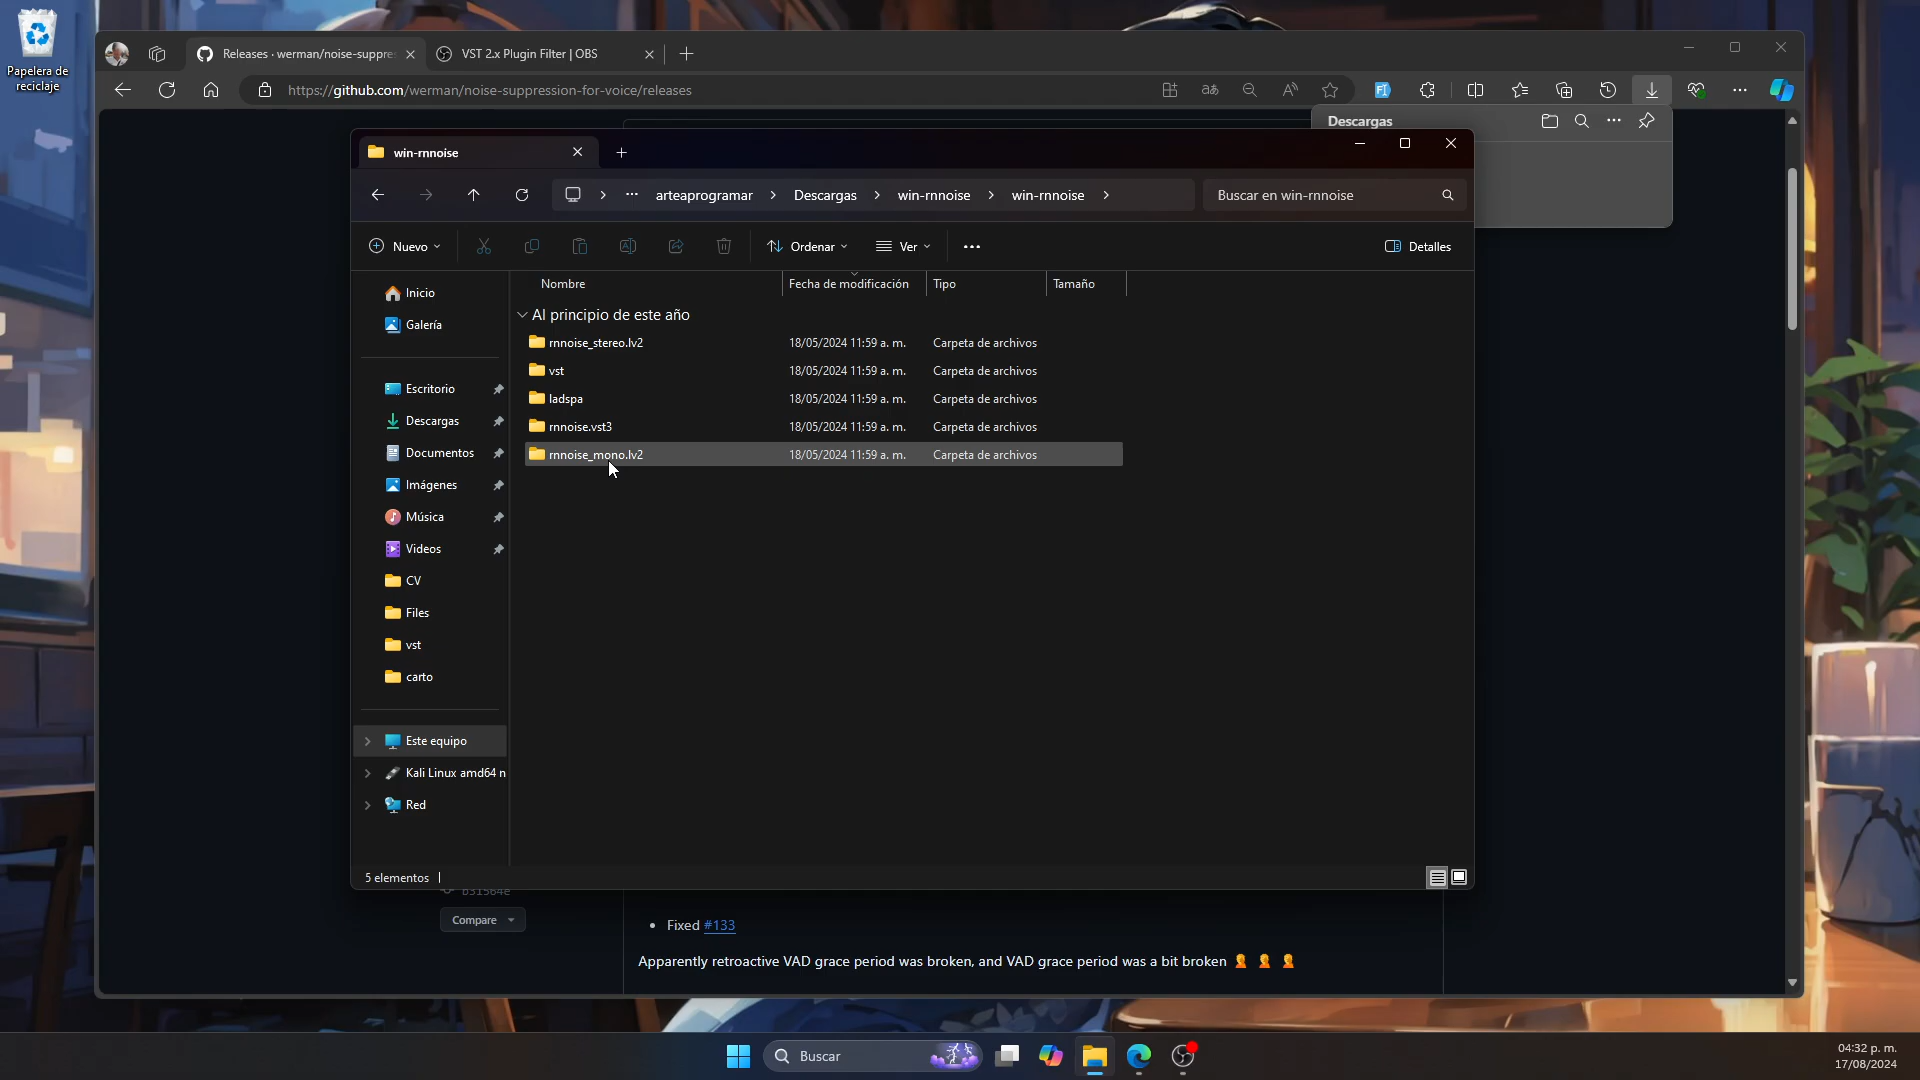 Papelera de
reciclaje
Releases · werman/noise-suppres
VST 2.x Plugin Filter | OBS
https://github.com/werman/noise-suppression-for-voice/releases
Descargas
win-rnnoise
arteaprogramar
Descargas
win-rnnoise
win-rnnoise
Buscar en win-rnnoise
Nuevo
Ordenar
Ver
Detalles
Nombre
Fecha de modificación
Tipo
Tamaño
Inicio
Galería
Escritorio
Descargas
Documentos
Imágenes
Música
Videos
CV
Files
vst
carto
Este equipo
Kali Linux amd64 n
Red
Al principio de este año
rnnoise_stereo.lv2 18/05/2024 11:59 a. m. Carpeta de archivos
vst 18/05/2024 11:59 a. m. Carpeta de archivos
ladspa 18/05/2024 11:59 a. m. Carpeta de archivos
rnnoise.vst3 18/05/2024 11:59 a. m. Carpeta de archivos
rnnoise_mono.lv2 18/05/2024 11:59 a. m. Carpeta de archivos
5 elementos
b31564e
Compare
Fixed #133
Apparently retroactive VAD grace period was broken, and VAD grace period was a bit broken
Buscar
04:32 p. m.
17/08/2024